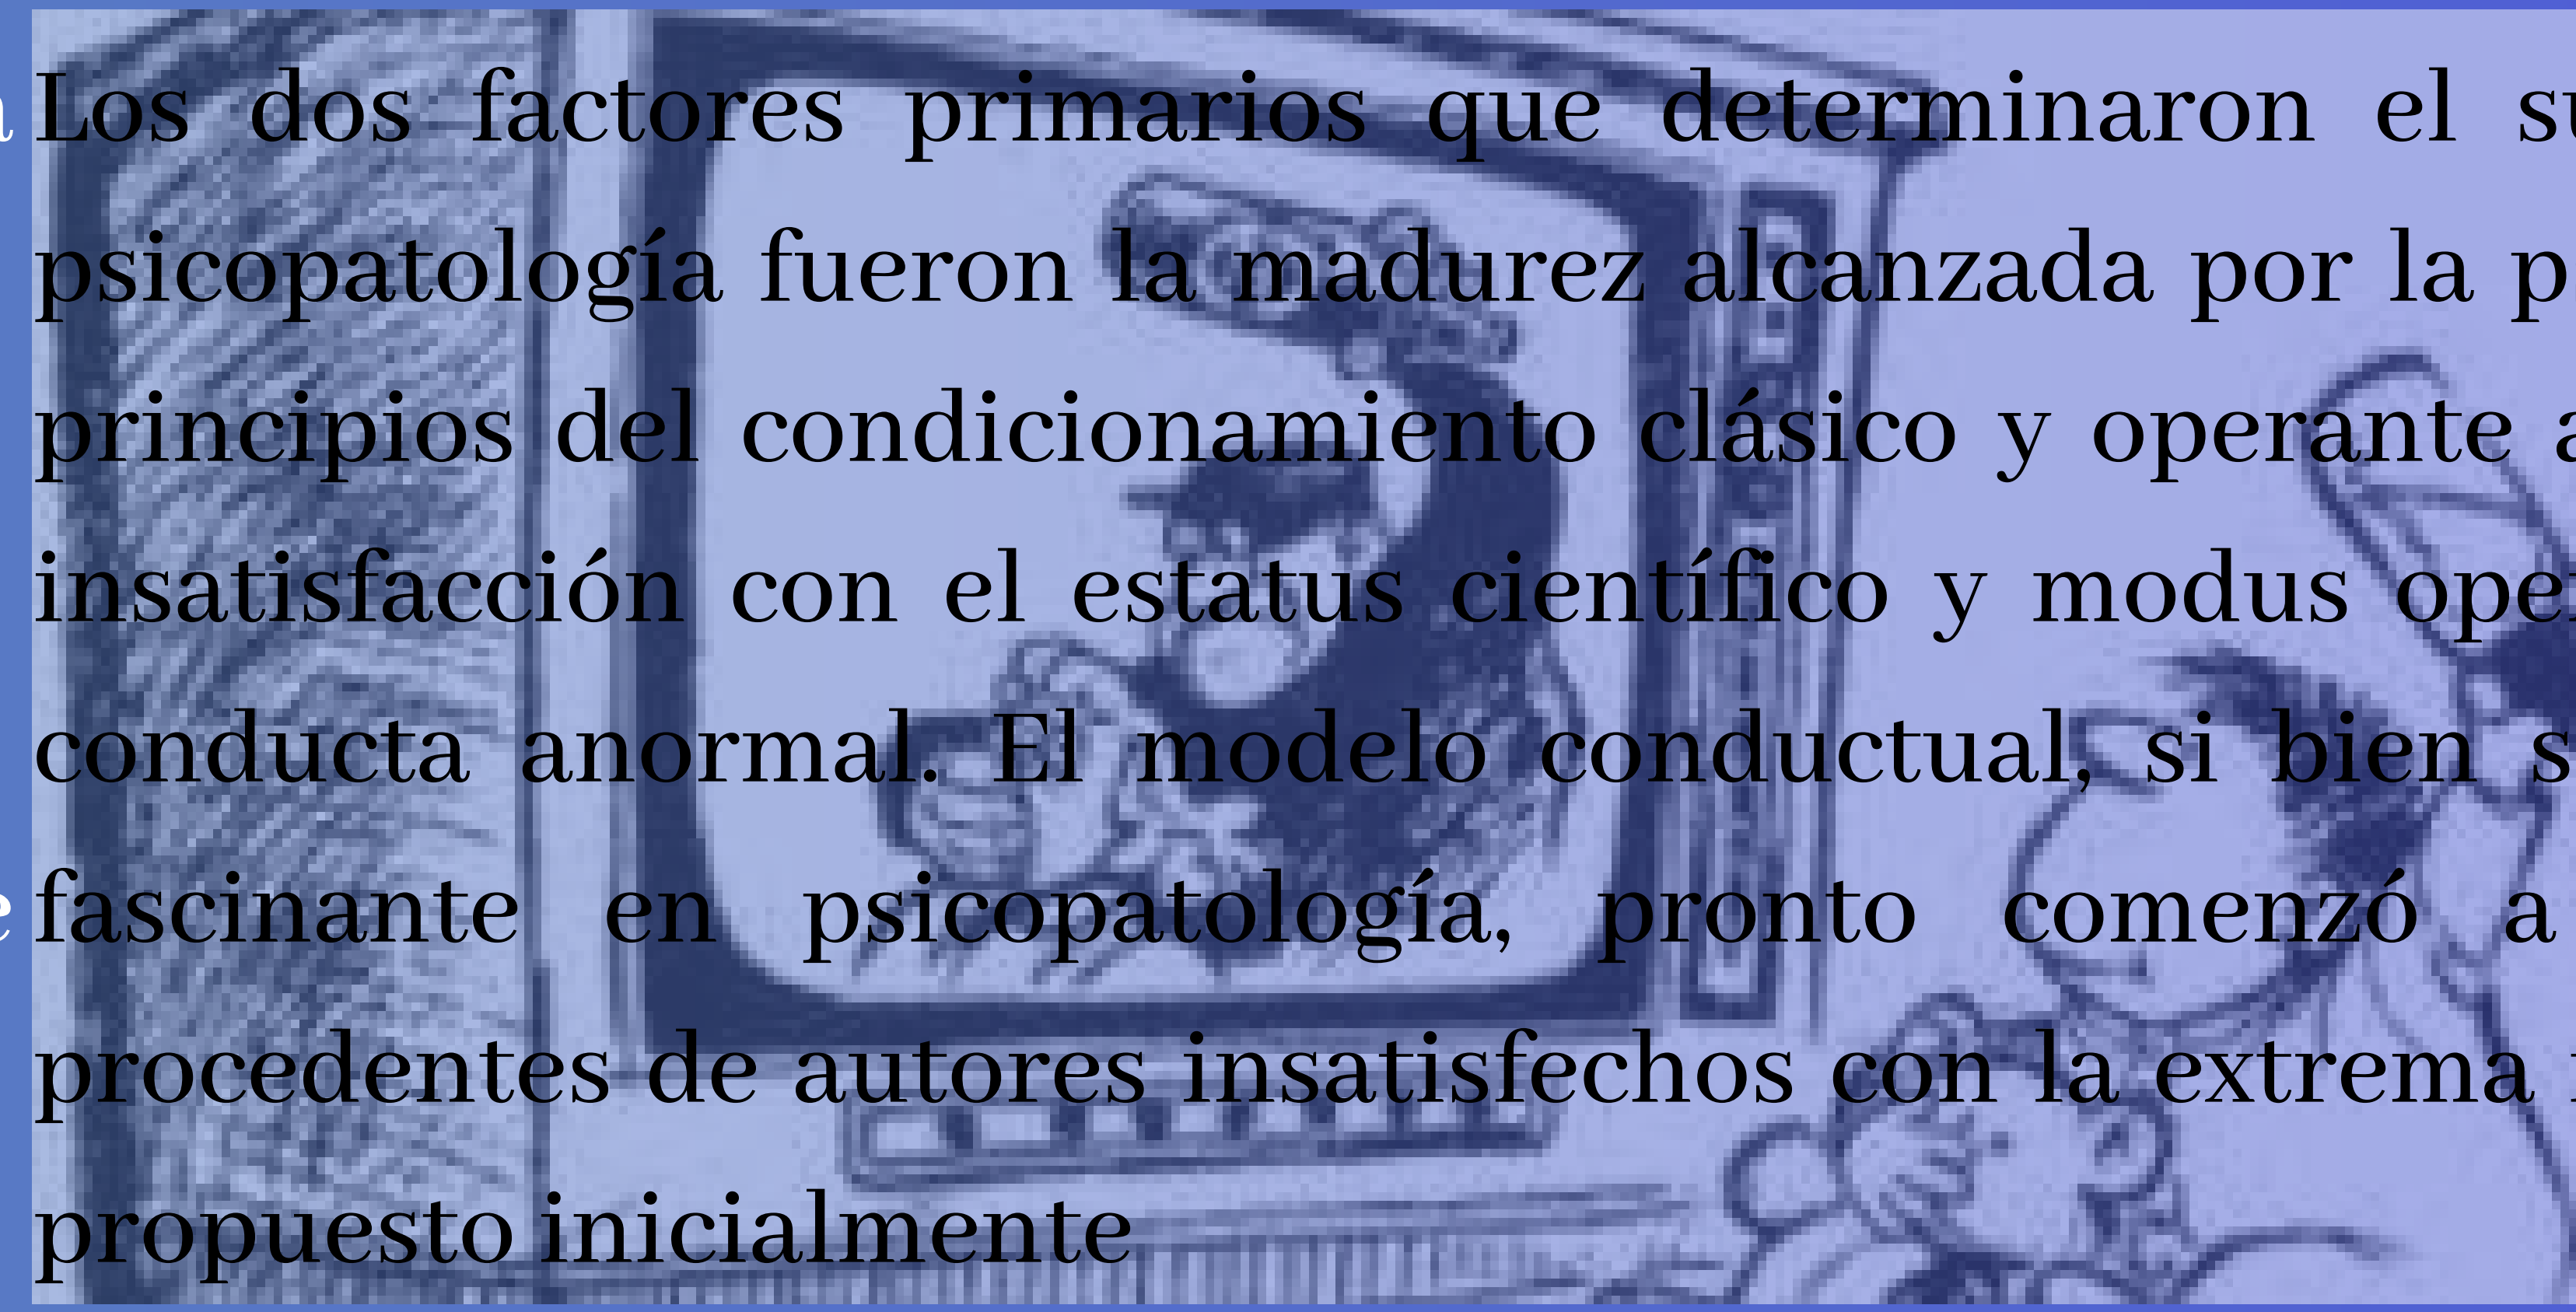 Los dos factores primarios que determinaron el
psicopatología fueron la madurez alcanzada por la
principios del condicionamiento clásico y operante
insatisfacción con el estatus científico y modus
conducta anormal. El modelo conductual, si bien
fascinante en psicopatología, pronto comenzó a
procedentes de autores insatisfechos con la extrema
propuesto inicialmente